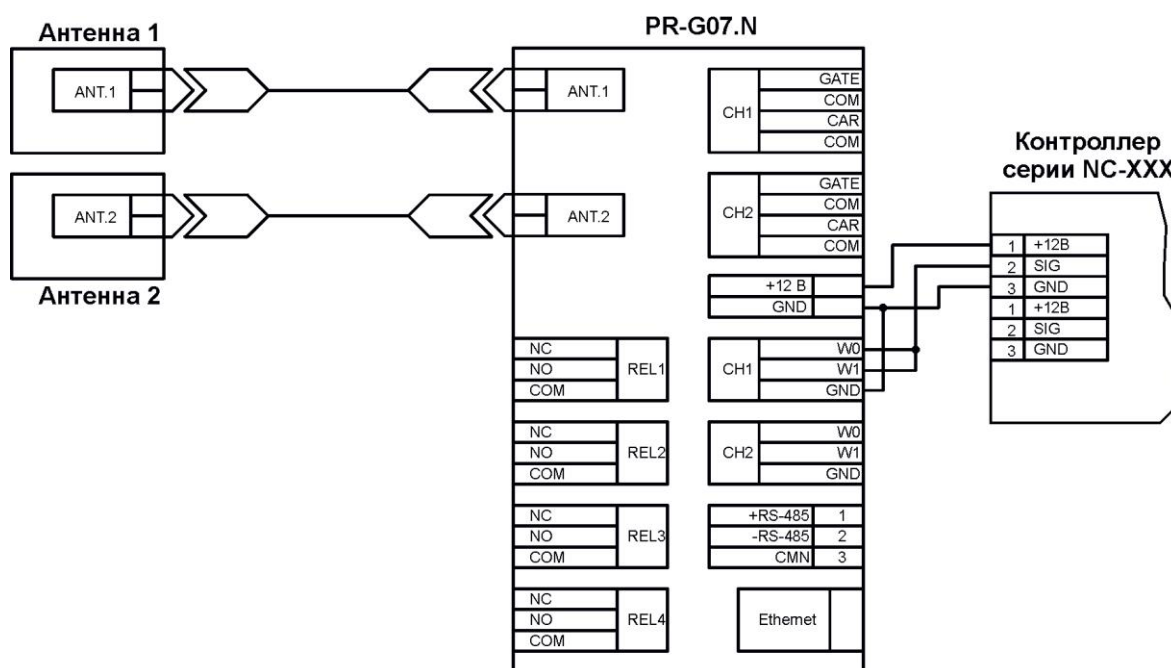 Антенна 1
ANT.1
ANT.2
Антенна 2
PR-G07.N
ANT.1
ANT.2
CH1
GATE
COM
CAR
COM
CH2
GATE
COM
CAR
COM
+12 В
GND
NC
NO
COM
REL1
CH1
W0
W1
GND
NC
NO
COM
REL2
CH2
W0
W1
GND
NC
NO
COM
REL3
+RS-485 1
-RS-485 2
CMN 3
NC
NO
COM
REL4
Ethernet
Контроллер
серии NC-XXX
1 +12В
2 SIG
3 GND
1 +12В
2 SIG
3 GND